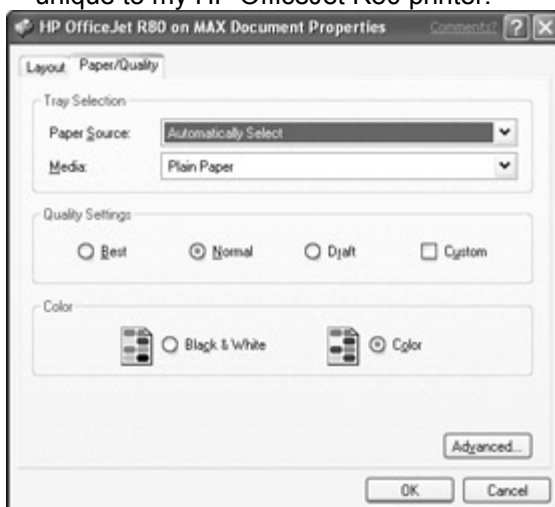 unique to my HP OfficeJet R80 printer.
HP OfficeJet R80 on MAX Document Properties Comments? ? X
Layout Paper/Quality
Tray Selection
Paper Source: Automatically Select
Media: Plain Paper
Quality Settings
Best Normal Draft Custom
Color
Black & White Color
Advanced...
OK Cancel